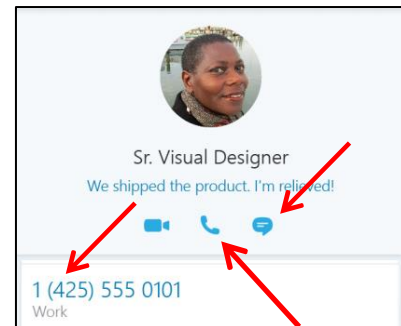 Sr. Visual Designer
We shipped the product. I'm relieved!
1 (425) 555 0101
Work